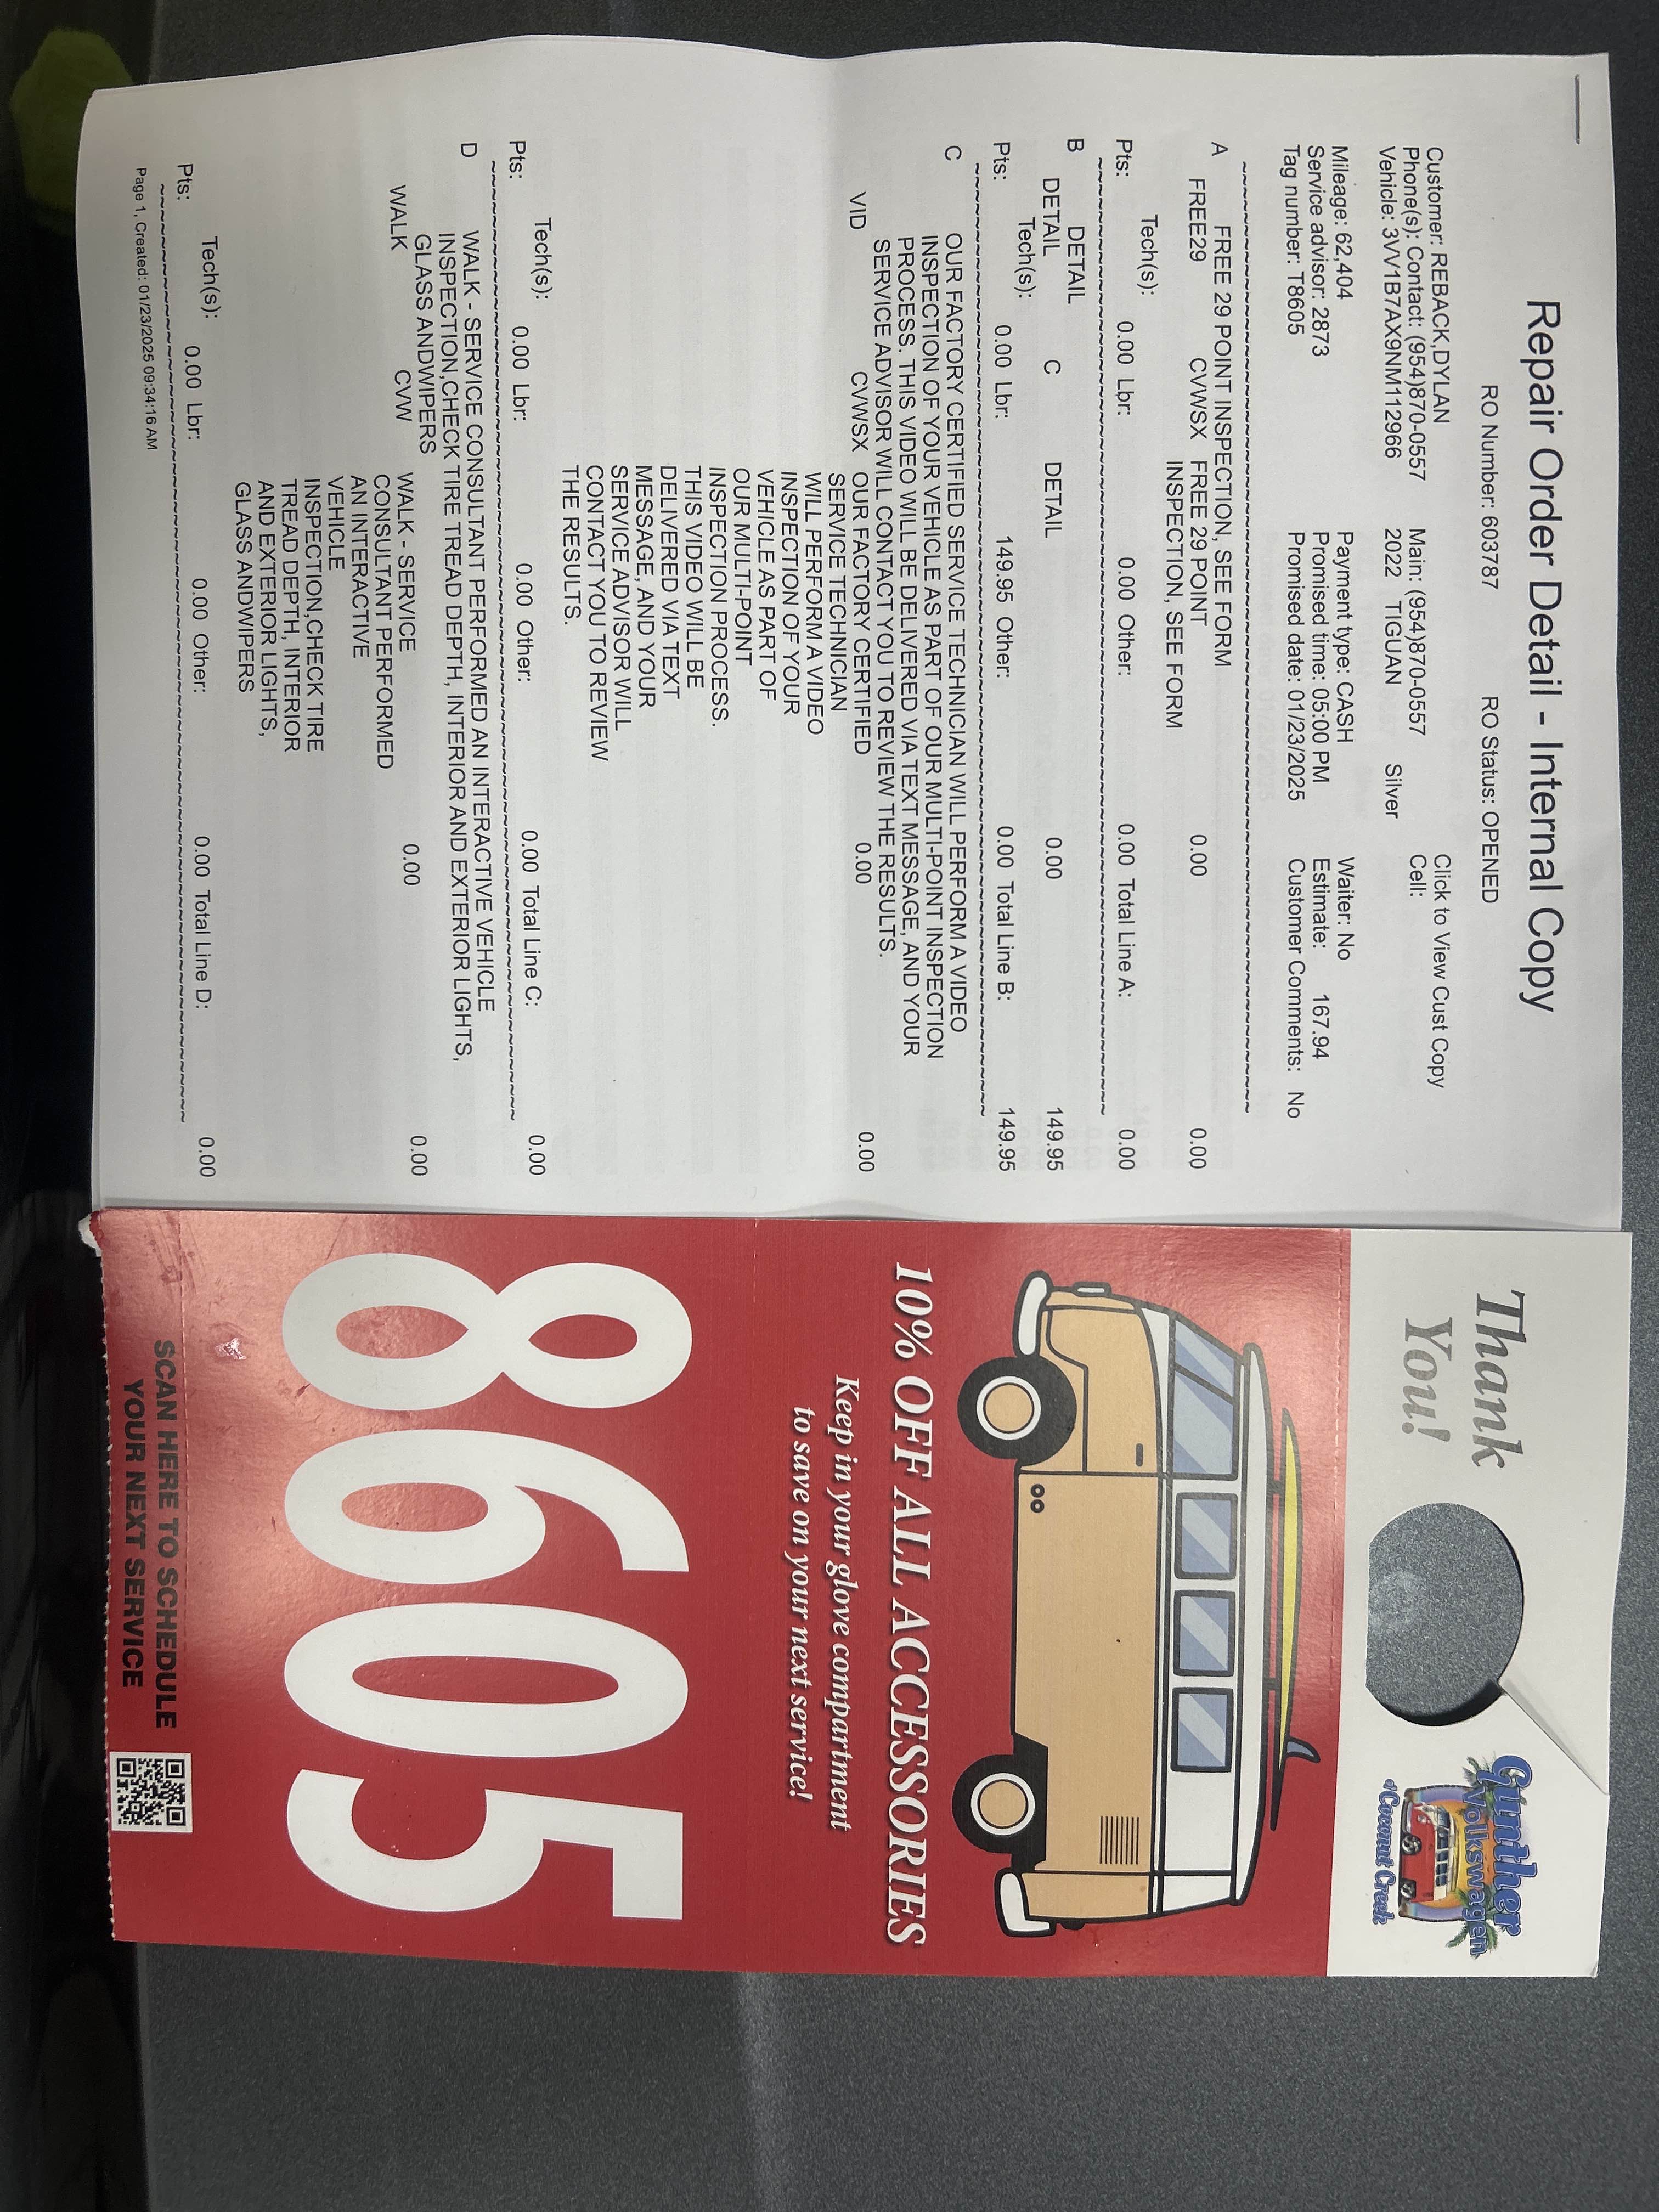 Repair Order Detail - Internal Copy
RO Number: 603787 RO Status: OPENED
Click to View Cust Copy
Customer: REBACK,DYLAN
Phone(s): Contact: (954)870-0557 Main: (954)870-0557 Cell:
Vehicle: 3VV1B7AX9NM112966 2022 TIGUAN Silver
Mileage: 62,404 Payment type: CASH Waiter: No
Service advisor: 2873 Promised time: 05:00 PM Estimate: 167.94
Tag number: T8605 Promised date: 01/23/2025 Customer Comments: No
A FREE 29 POINT INSPECTION, SEE FORM
FREE29 CVWSX FREE 29 POINT 0.00 0.00
INSPECTION, SEE FORM
Tech(s):
Pts: 0.00 Lbr: 0.00 Other: 0.00 Total Line A: 0.00
B DETAIL
DETAIL C DETAIL 0.00 149.95
Tech(s):
Pts: 0.00 Lbr: 149.95 Other: 0.00 Total Line B: 149.95
C OUR FACTORY CERTIFIED SERVICE TECHNICIAN WILL PERFORM A VIDEO
INSPECTION OF YOUR VEHICLE AS PART OF OUR MULTI-POINT INSPECTION
PROCESS. THIS VIDEO WILL BE DELIVERED VIA TEXT MESSAGE, AND YOUR
SERVICE ADVISOR WILL CONTACT YOU TO REVIEW THE RESULTS.
VID CVWSX OUR FACTORY CERTIFIED 0.00 0.00
SERVICE TECHNICIAN
WILL PERFORM A VIDEO
INSPECTION OF YOUR
VEHICLE AS PART OF
OUR MULTI-POINT
INSPECTION PROCESS.
THIS VIDEO WILL BE
DELIVERED VIA TEXT
MESSAGE, AND YOUR
SERVICE ADVISOR WILL
CONTACT YOU TO REVIEW
THE RESULTS.
Tech(s):
Pts: 0.00 Lbr: 0.00 Other: 0.00 Total Line C: 0.00
D WALK - SERVICE CONSULTANT PERFORMED AN INTERACTIVE VEHICLE
INSPECTION,CHECK TIRE TREAD DEPTH, INTERIOR AND EXTERIOR LIGHTS,
GLASS ANDWIPERS
WALK CVW WALK - SERVICE 0.00 0.00
CONSULTANT PERFORMED
AN INTERACTIVE
VEHICLE
INSPECTION,CHECK TIRE
TREAD DEPTH, INTERIOR
AND EXTERIOR LIGHTS,
GLASS ANDWIPERS
Tech(s):
Pts: 0.00 Lbr: 0.00 Other: 0.00 Total Line D: 0.00
Page 1, Created: 01/23/2025 09:34:16 AM
Thank
You!
Gunther
Volkswagen
of Coconut Creek
10% OFF ALL ACCESSORIES
Keep in your glove compartment
to save on your next service!
8605
SCAN HERE TO SCHEDULE
YOUR NEXT SERVICE